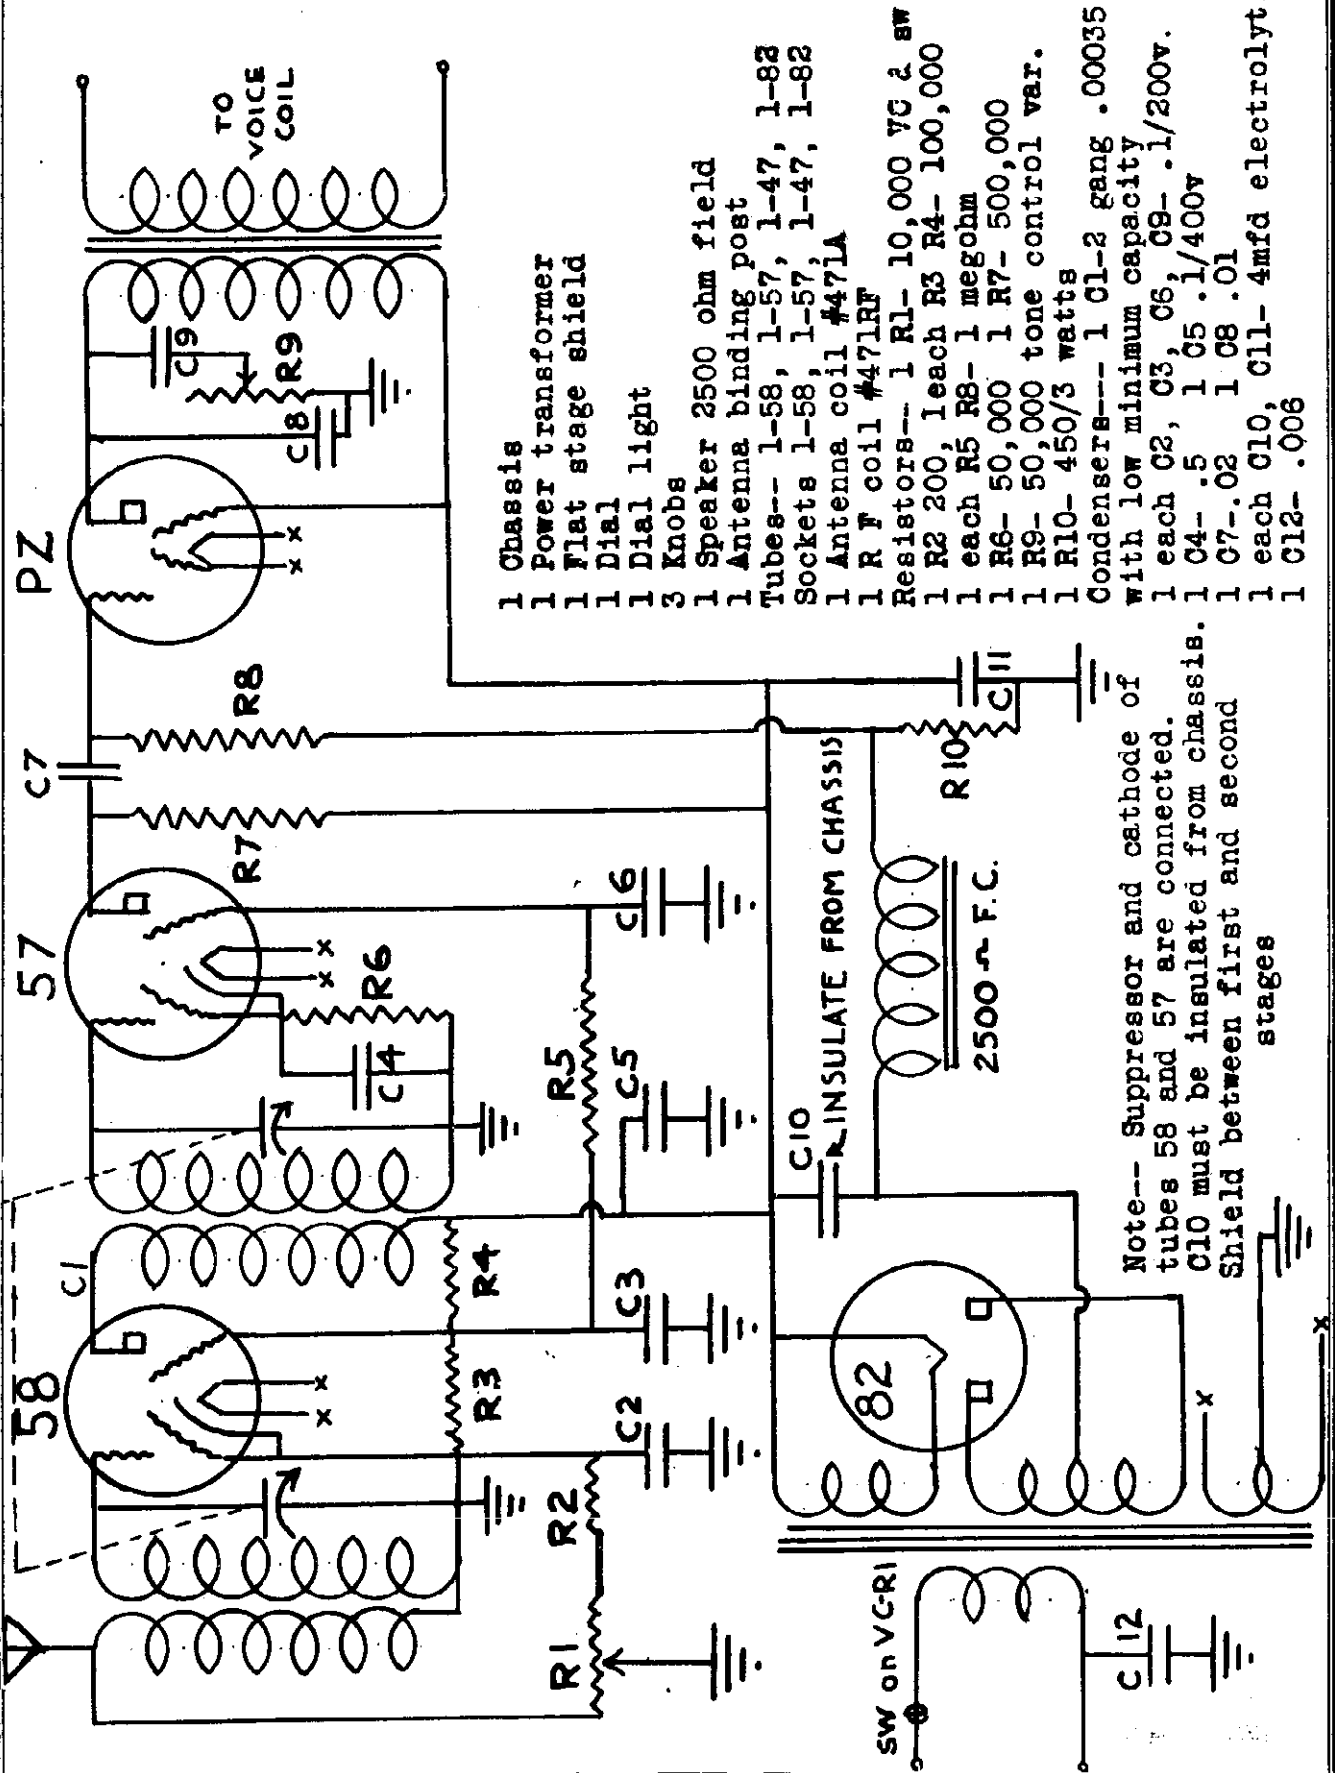 58
57
PZ
C1
C7
R8
R7
R6
C4
C8
C9
R9
TO
VOICE
COIL
R3
R4
R5
C5
C6
C2
C3
R1
R2
C10
INSULATE FROM CHASSIS
2500 ~ F.C.
R10
C11
82
SW on VC-R1
C12
x
x
x
x
x
x
x
x
1 Chassis
1 Power transformer
1 Flat stage shield
1 Dial
1 Dial light
3 Knobs
1 Speaker 2500 ohm field
1 Antenna binding post
Tubes--- 1-58, 1-57, 1-47, 1-82
Sockets 1-58, 1-57, 1-47, 1-82
1 Antenna coil #471A
1 R F coil #471RF
Resistors-- 1 R1- 10,000 VC & sw
1 R2 200, 1each R3 R4- 100,000
1 each R5 R8- 1 megohm
1 R6- 50,000 1 R7- 500,000
1 R9- 50,000 tone control var.
1 R10- 450/3 watts
Condensers--- 1 C1-2 gang .00035
with low minimum capacity
1 each C2, C3, C6, C9- .1/200v.
1 C4- .5 1 C5 .1/400v
1 C7-.02 1 C8 .01
1 each C10, C11- 4mfd electrolyt
1 C12- .006
Note--- Suppressor and cathode of
tubes 58 and 57 are connected.
C10 must be insulated from chassis.
Shield between first and second
stages